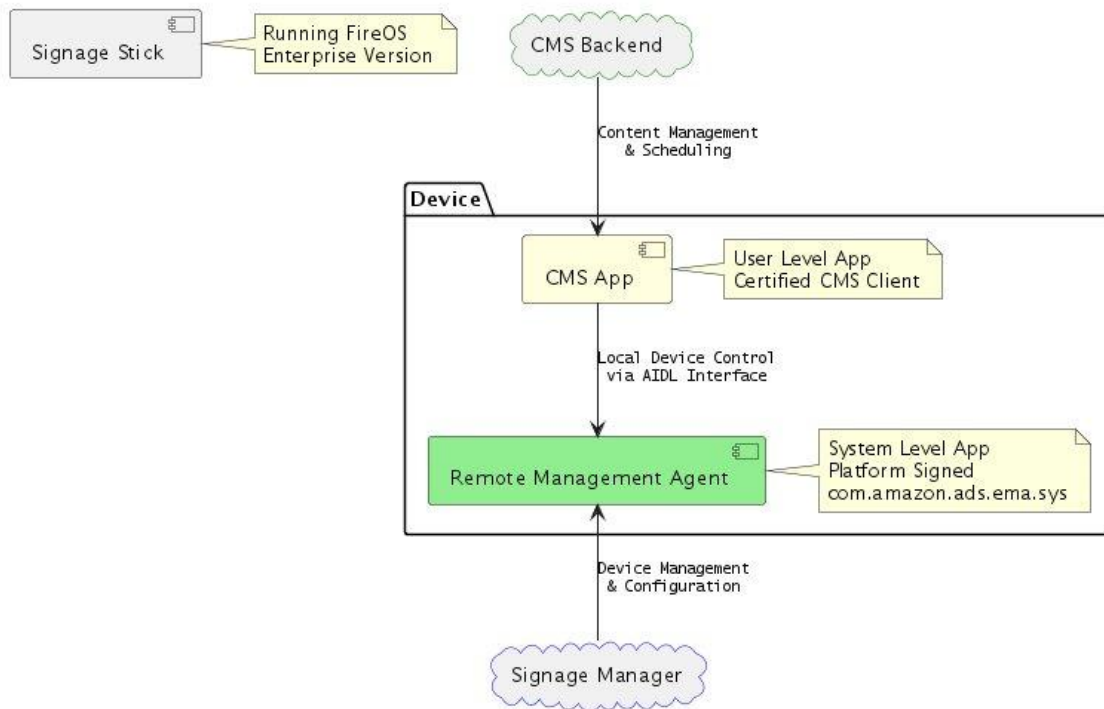 Signage Stick
Running FireOS
Enterprise Version
CMS Backend
Content Management
& Scheduling
Device
CMS App
User Level App
Certified CMS Client
Local Device Control
via AIDL Interface
Remote Management Agent
System Level App
Platform Signed
com.amazon.ads.ema.sys
Device Management
& Configuration
Signage Manager